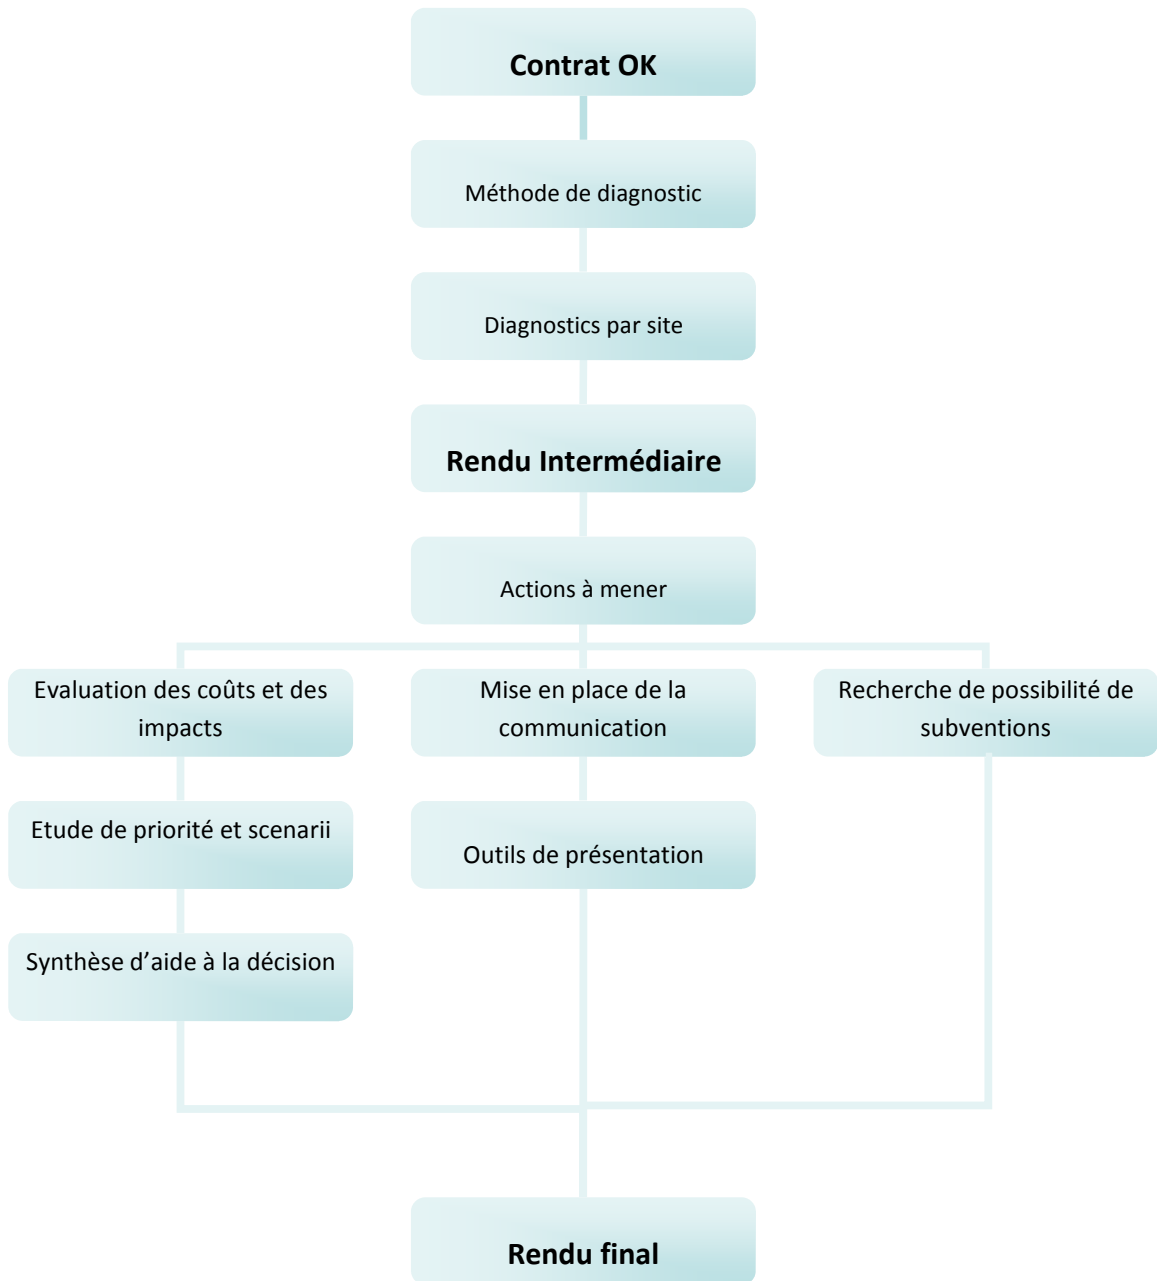 Contrat OK
Méthode de diagnostic
Diagnostics par site
Rendu Intermédiaire
Actions à mener
Evaluation des coûts et des
impacts
Mise en place de la
communication
Recherche de possibilité de
subventions
Etude de priorité et scenarii
Outils de présentation
Synthèse d’aide à la décision
Rendu final